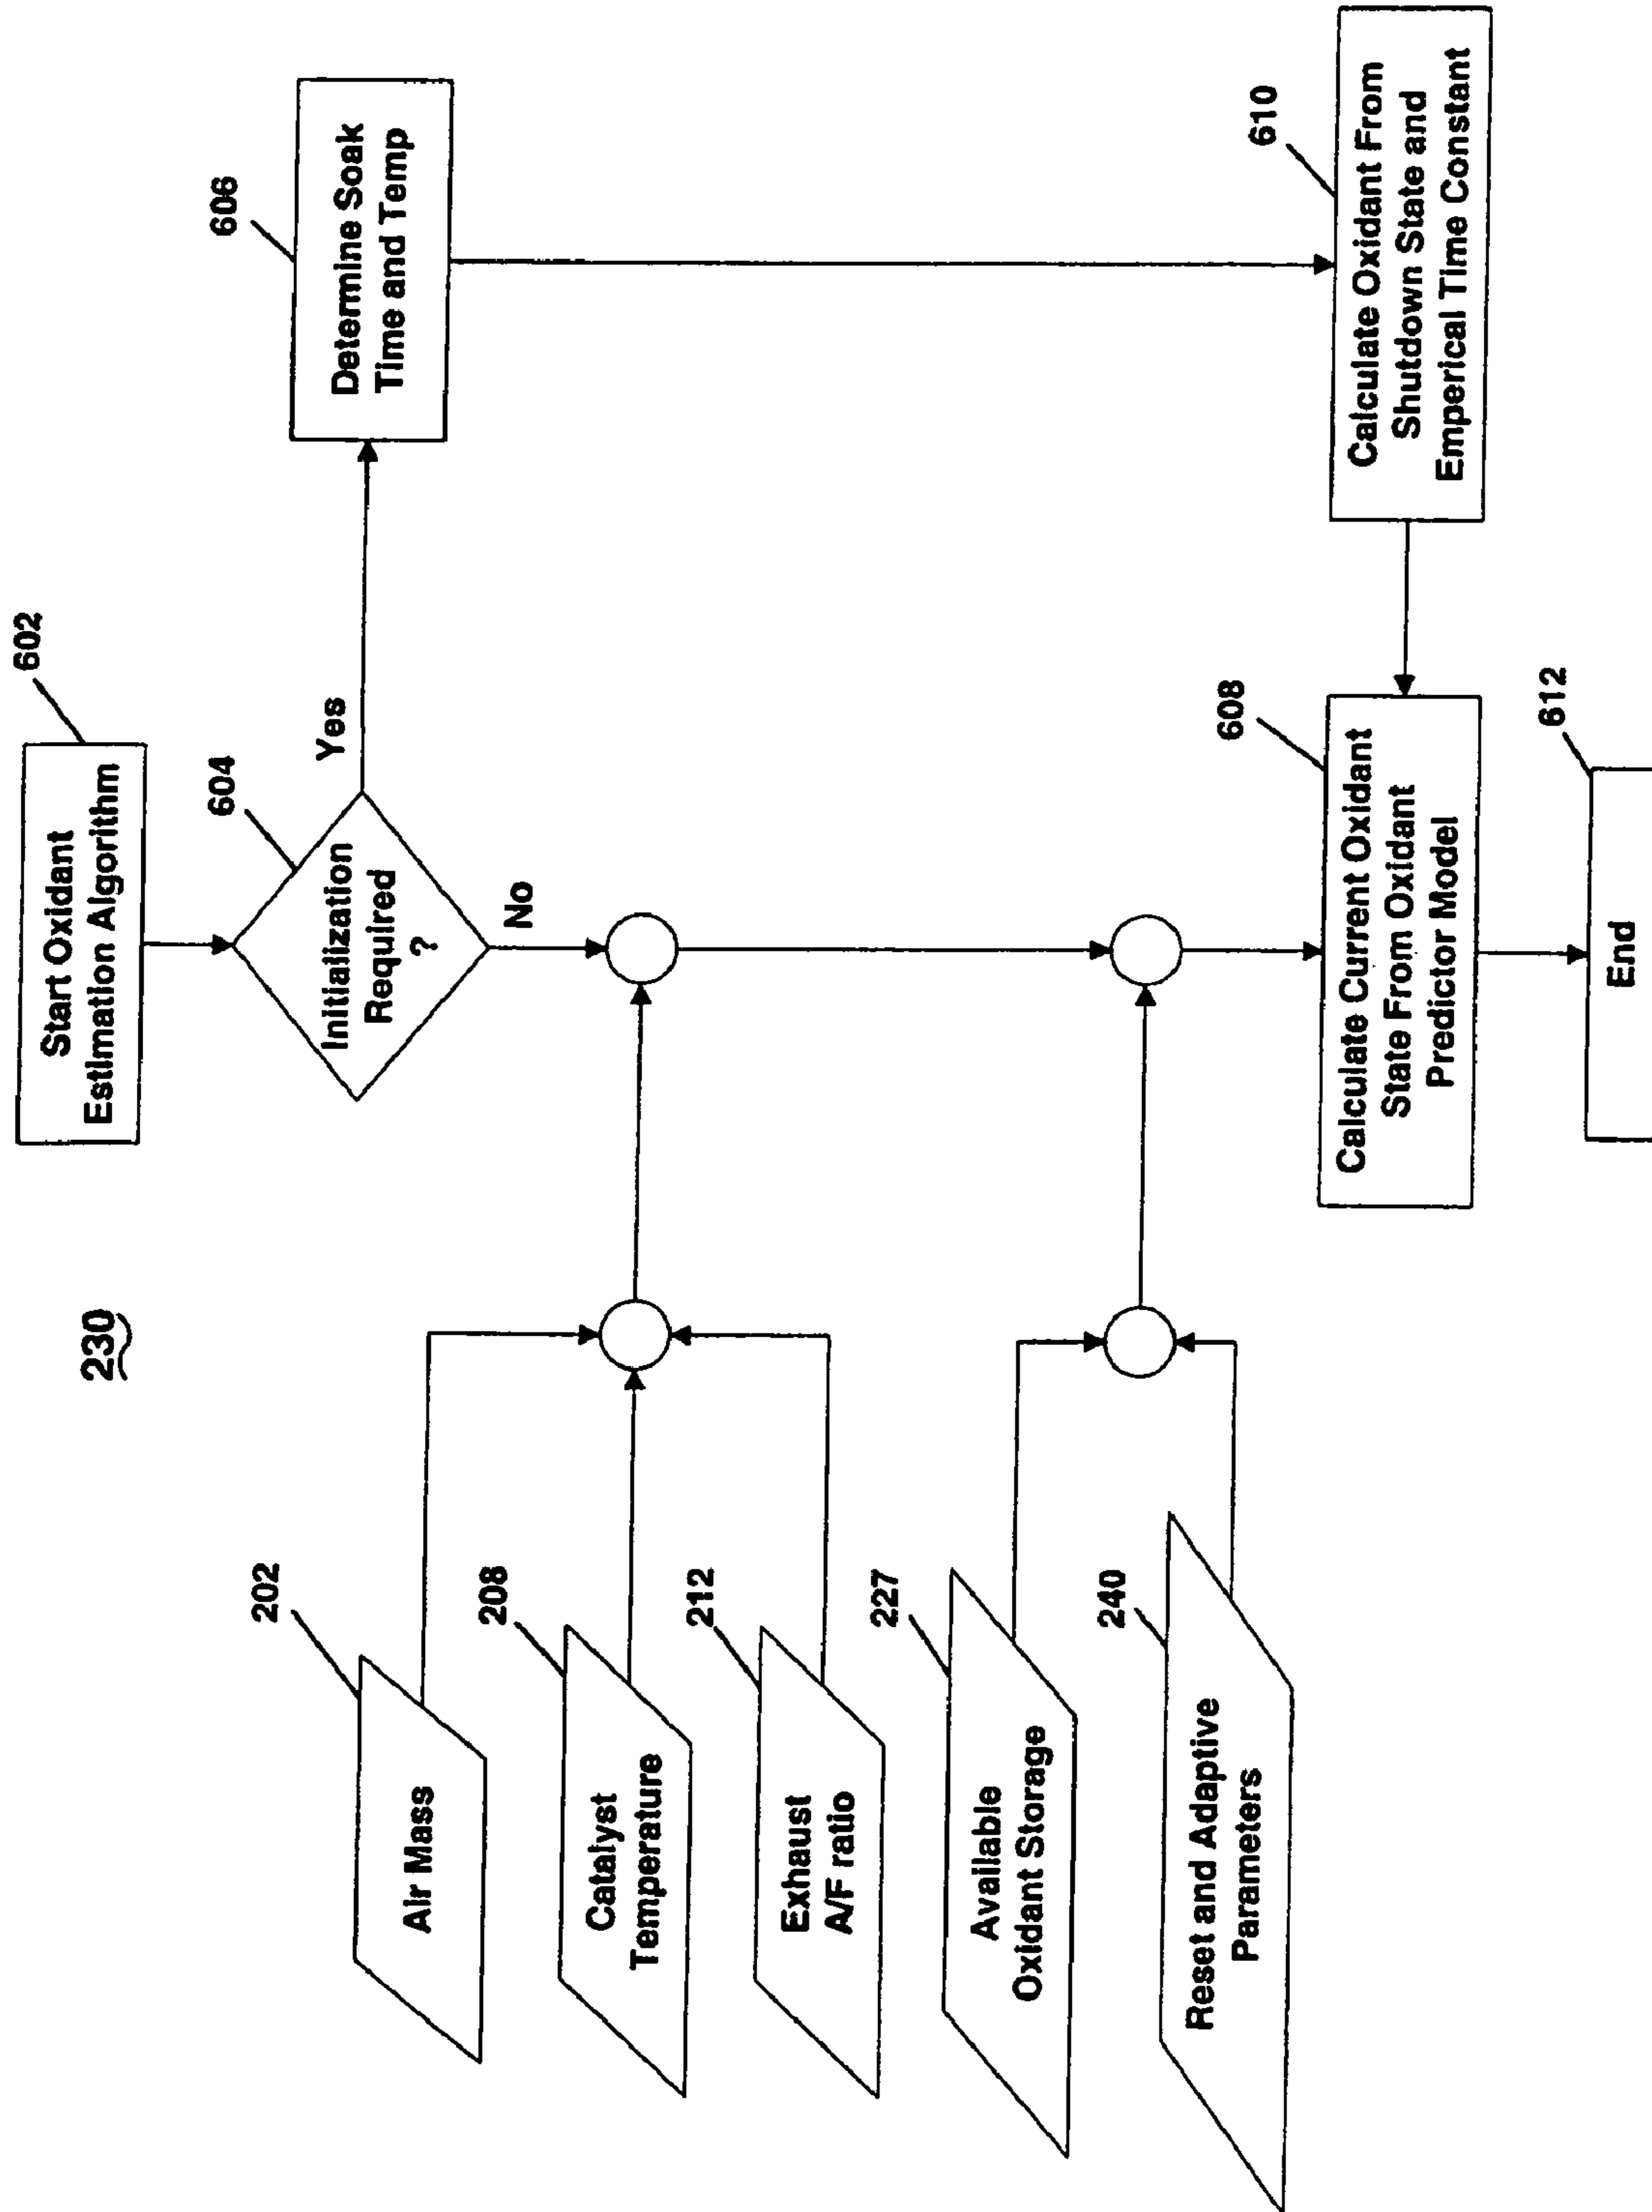 230
602
Start Oxidant
Estimation Algorithm
604
Initialization
Required
?
Yes
No
606
Determine Soak
Time and Temp
202
Air Mass
208
Catalyst
Temperature
212
Exhaust
A/F ratio
227
Available
Oxidant Storage
240
Reset and Adaptive
Parameters
608
Calculate Current Oxidant
State From Oxidant
Predictor Model
610
Calculate Oxidant From
Shutdown State and
Emperical Time Constant
612
End